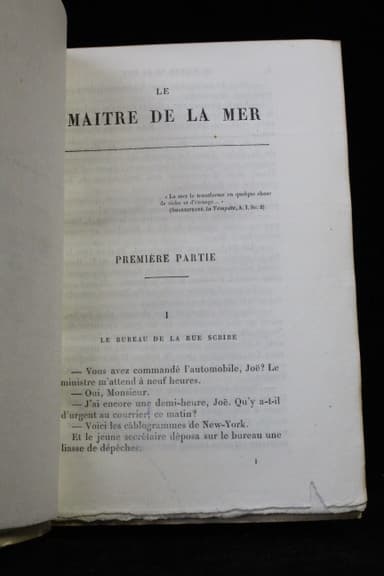 LE
MAITRE DE LA MER
« La mer le transforme en quelque chose
de riche et d'étrange... »
(SHAKESPEARE, la Tempête, A. I. Sc. 2)
PREMIÈRE PARTIE
I
LE BUREAU DE LA RUE SCRIBE
— Vous avez commandé l'automobile, Joë? Le
ministre m'attend à neuf heures.
— Oui, Monsieur.
— J'ai encore une demi-heure, Joë. Qu'y a-t-il
d'urgent au courrier, ce matin?
— Voici les câblogrammes de New-York.
Et le jeune secrétaire déposa sur le bureau une
liasse de dépêches.
1